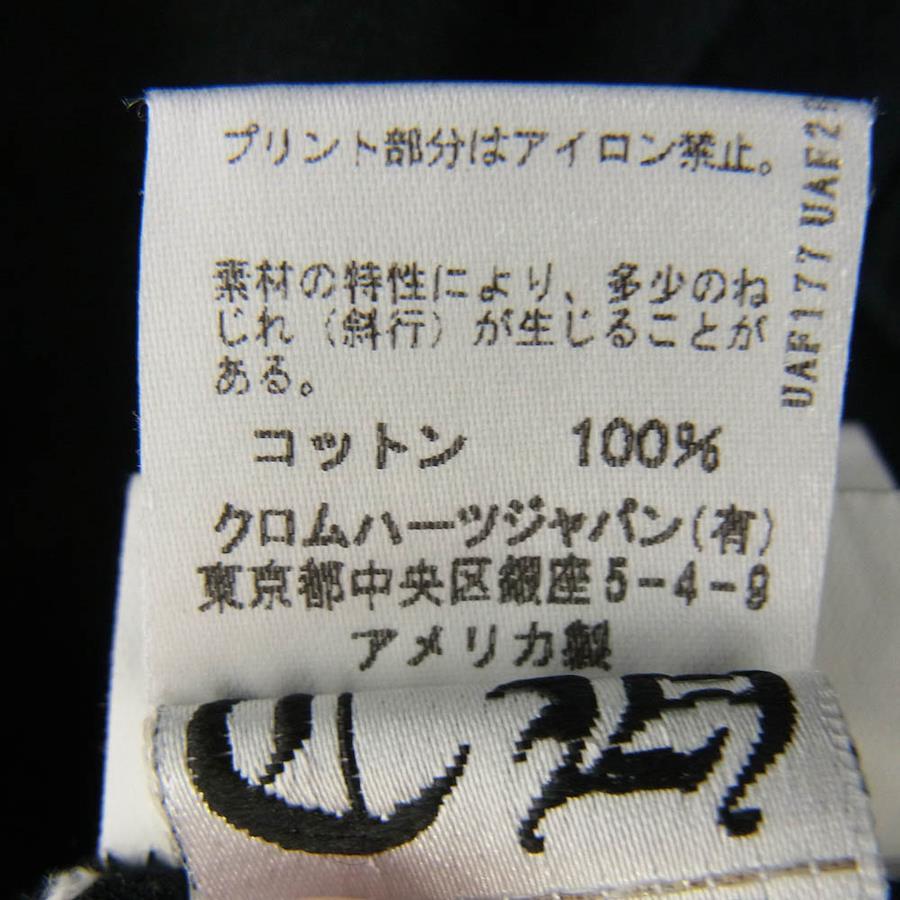 プリント部分はアイロン禁止。
素材の特性により、多少のね
じれ（斜行）が生じることが
ある。
コットン 100%
クロムハーツジャパン(有)
東京都中央区銀座5-4-9
アメリカ製
UAF177 UAF2